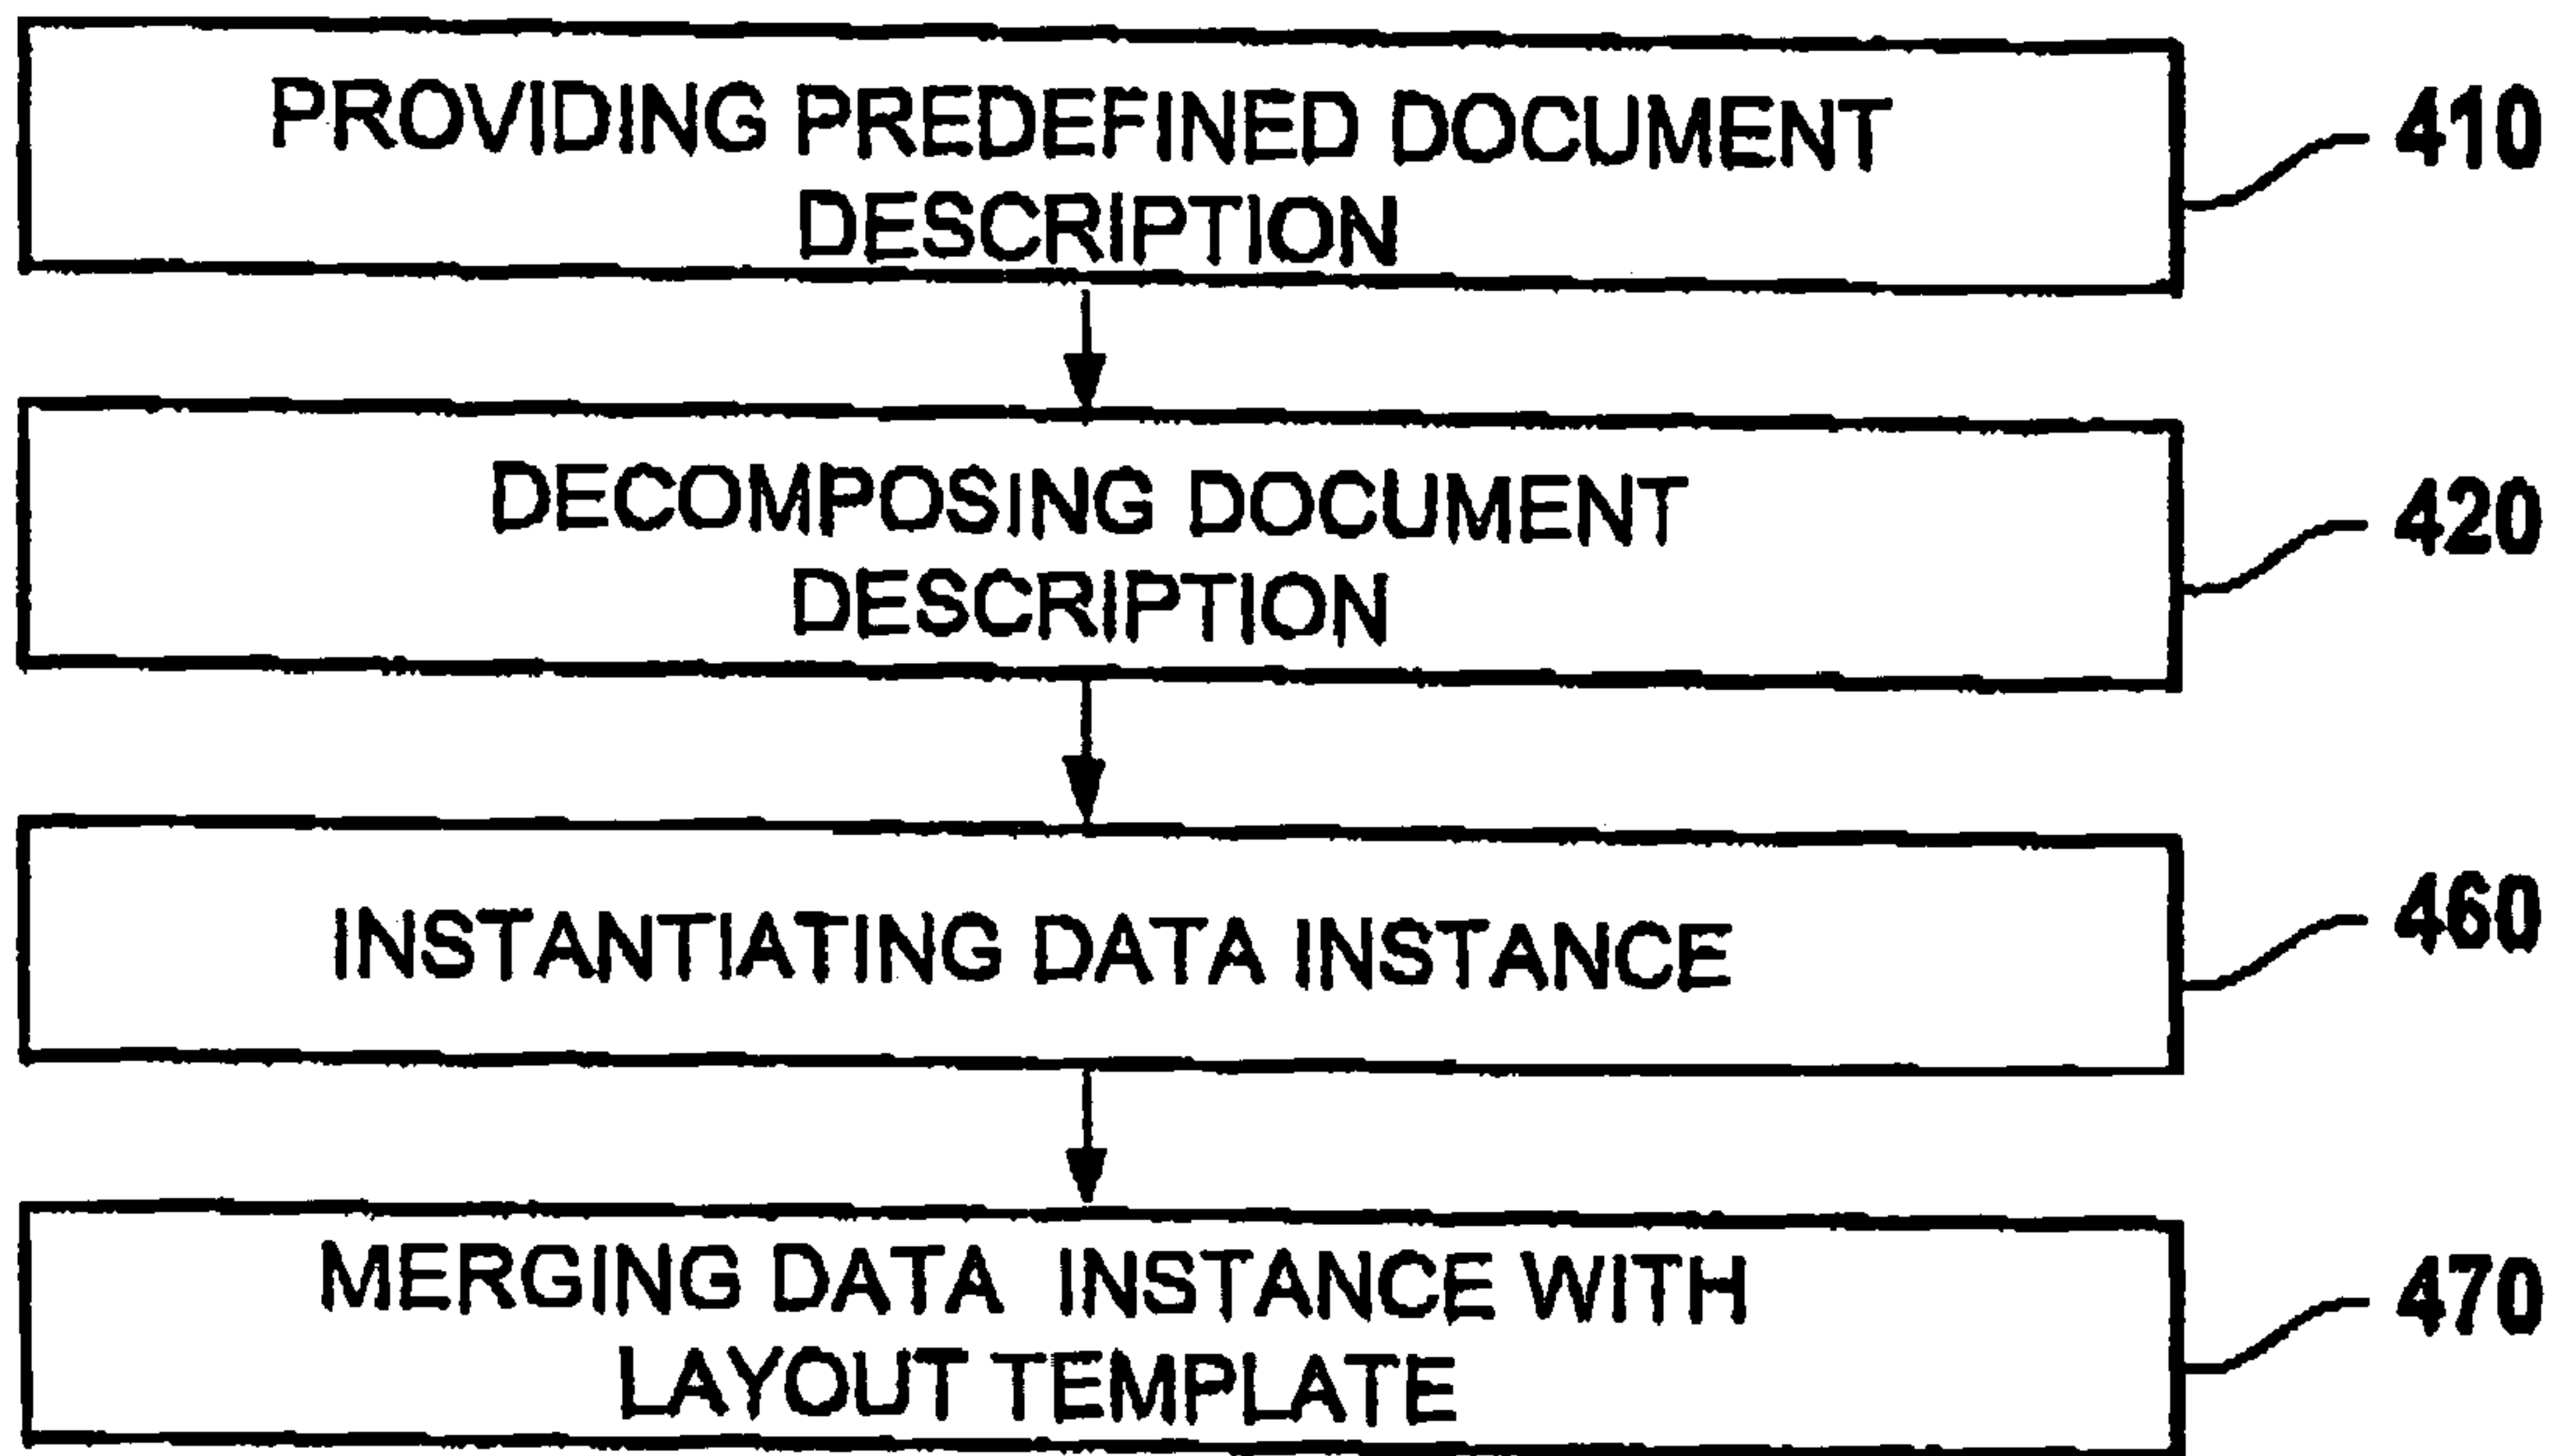 PROVIDING PREDEFINED DOCUMENT
DESCRIPTION
410
DECOMPOSING DOCUMENT
DESCRIPTION
420
INSTANTIATING DATA INSTANCE
460
MERGING DATA INSTANCE WITH
LAYOUT TEMPLATE
470